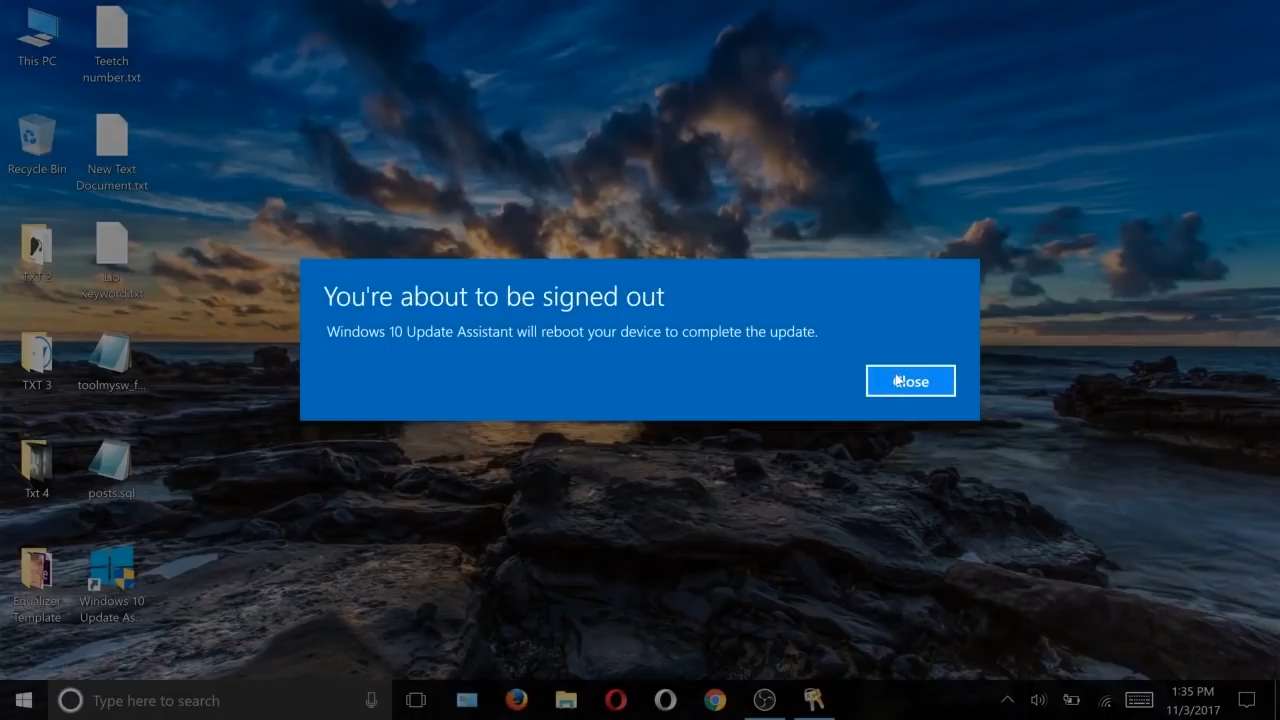 This PC
Teetch
number.txt
Recycle Bin
New Text
Document.txt
TXT 2
Lio
Keyword.txt
TXT 3
toolmysw_f...
Txt 4
posts.sql
Equalizer
Template
Windows 10
Update As...
You're about to be signed out
Windows 10 Update Assistant will reboot your device to complete the update.
Close
Type here to search
1:35 PM
11/3/2017